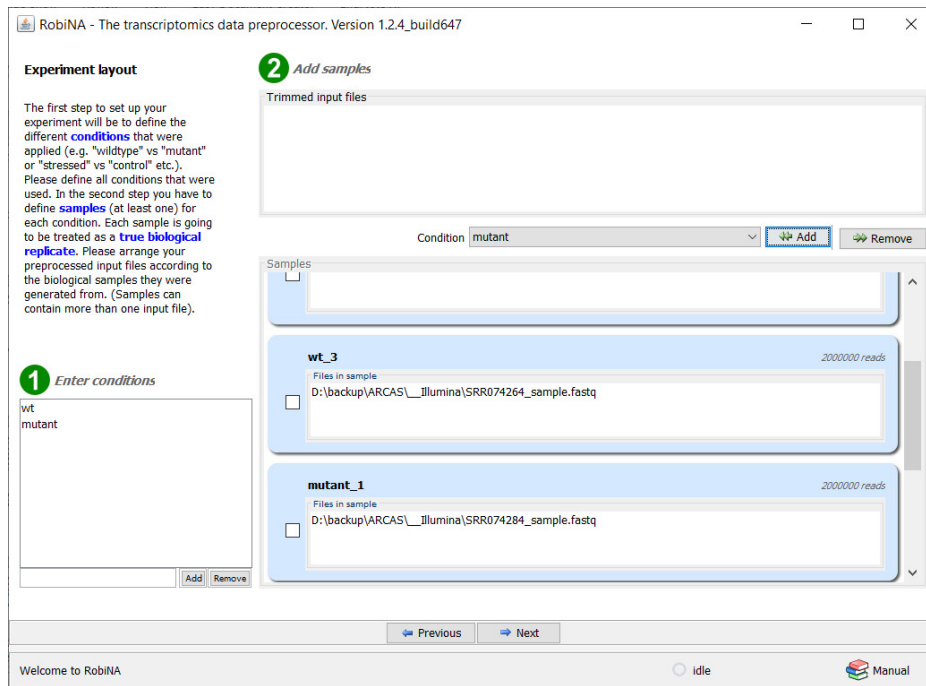 RobiNA - The transcriptomics data preprocessor. Version 1.2.4_build647
Experiment layout
The first step to set up your
experiment will be to define the
different conditions that were
applied (e.g. "wildtype" vs "mutant"
or "stressed" vs "control" etc.).
Please define all conditions that were
used. In the second step you have to
define samples (at least one) for
each condition. Each sample is going
to be treated as a true biological
replicate. Please arrange your
preprocessed input files according to
the biological samples they were
generated from. (Samples can
contain more than one input file).
1 Enter conditions
wt
mutant
Add Remove
2 Add samples
Trimmed input files
Condition mutant Add Remove
Samples
wt_3 2000000 reads
Files in sample
D:\backup\ARCAS\__Illumina\SRR074264_sample.fastq
mutant_1 2000000 reads
Files in sample
D:\backup\ARCAS\__Illumina\SRR074284_sample.fastq
Previous Next
Welcome to RobiNA idle Manual